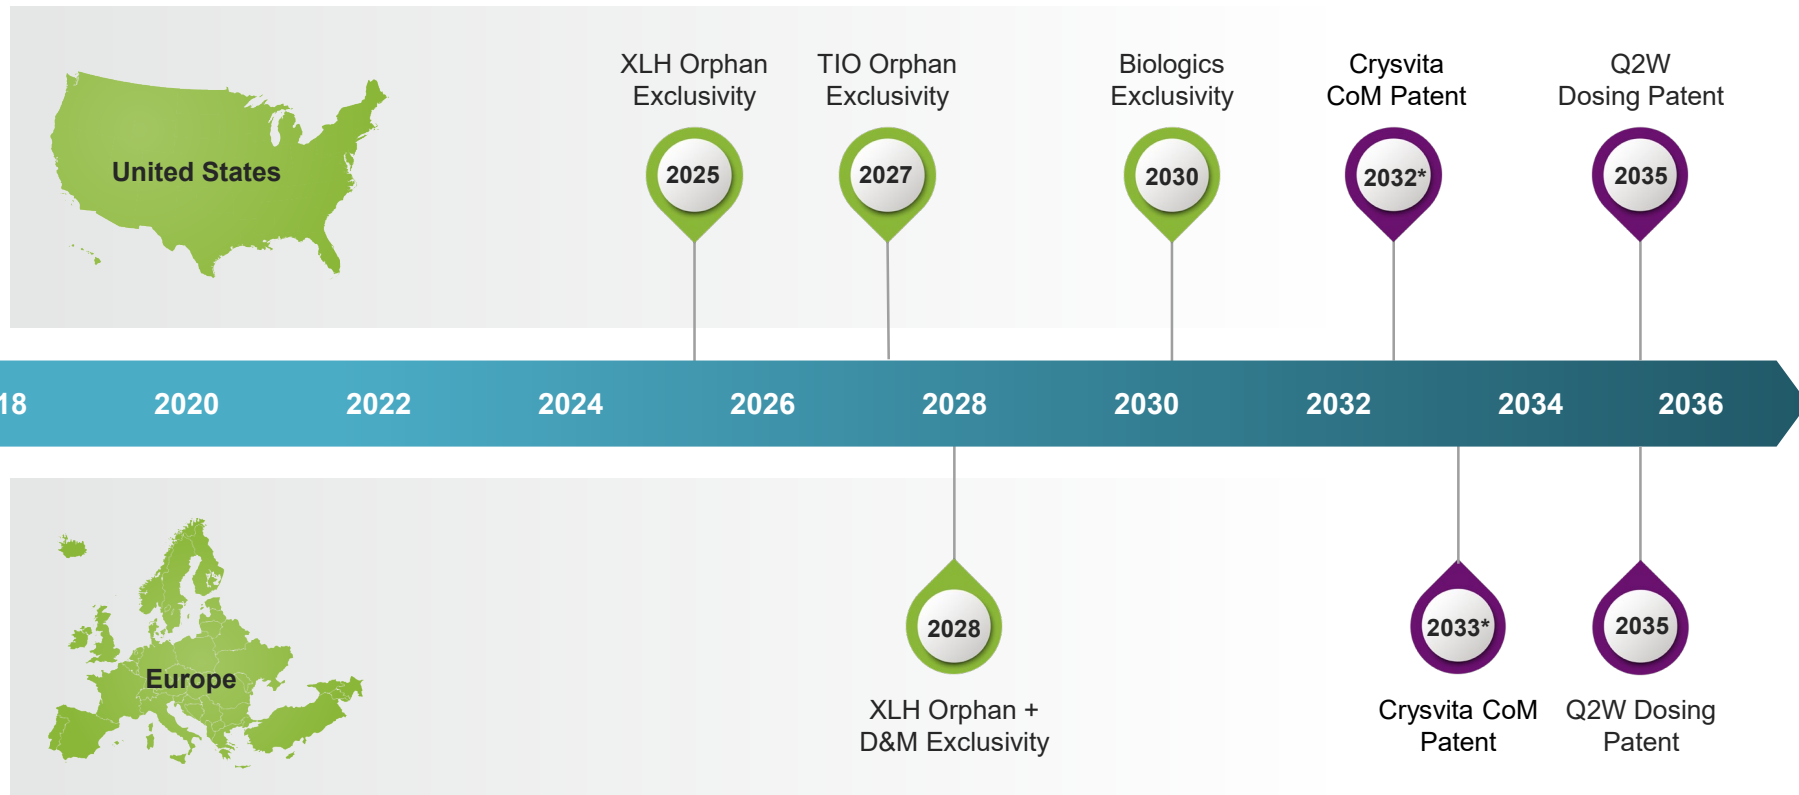 XLH Orphan
Exclusivity
TIO Orphan
Exclusivity
Biologics
Exclusivity
Crysvita
CoM Patent
Q2W
Dosing Patent
United States
2025
2027
2030
2032*
2035
18
2020
2022
2024
2026
2028
2030
2032
2034
2036
Europe
2028
2033*
2035
XLH Orphan +
D&M Exclusivity
Crysvita CoM
Patent
Q2W Dosing
Patent